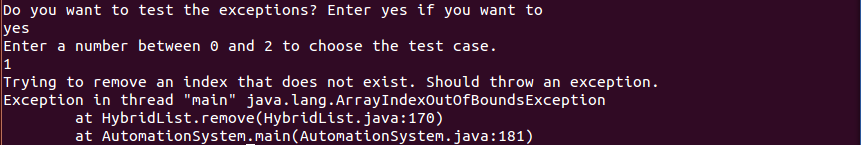 Do you want to test the exceptions? Enter yes if you want to
yes
Enter a number between 0 and 2 to choose the test case.
1
Trying to remove an index that does not exist. Should throw an exception.
Exception in thread "main" java.lang.ArrayIndexOutOfBoundsException
        at HybridList.remove(HybridList.java:170)
        at AutomationSystem.main(AutomationSystem.java:181)